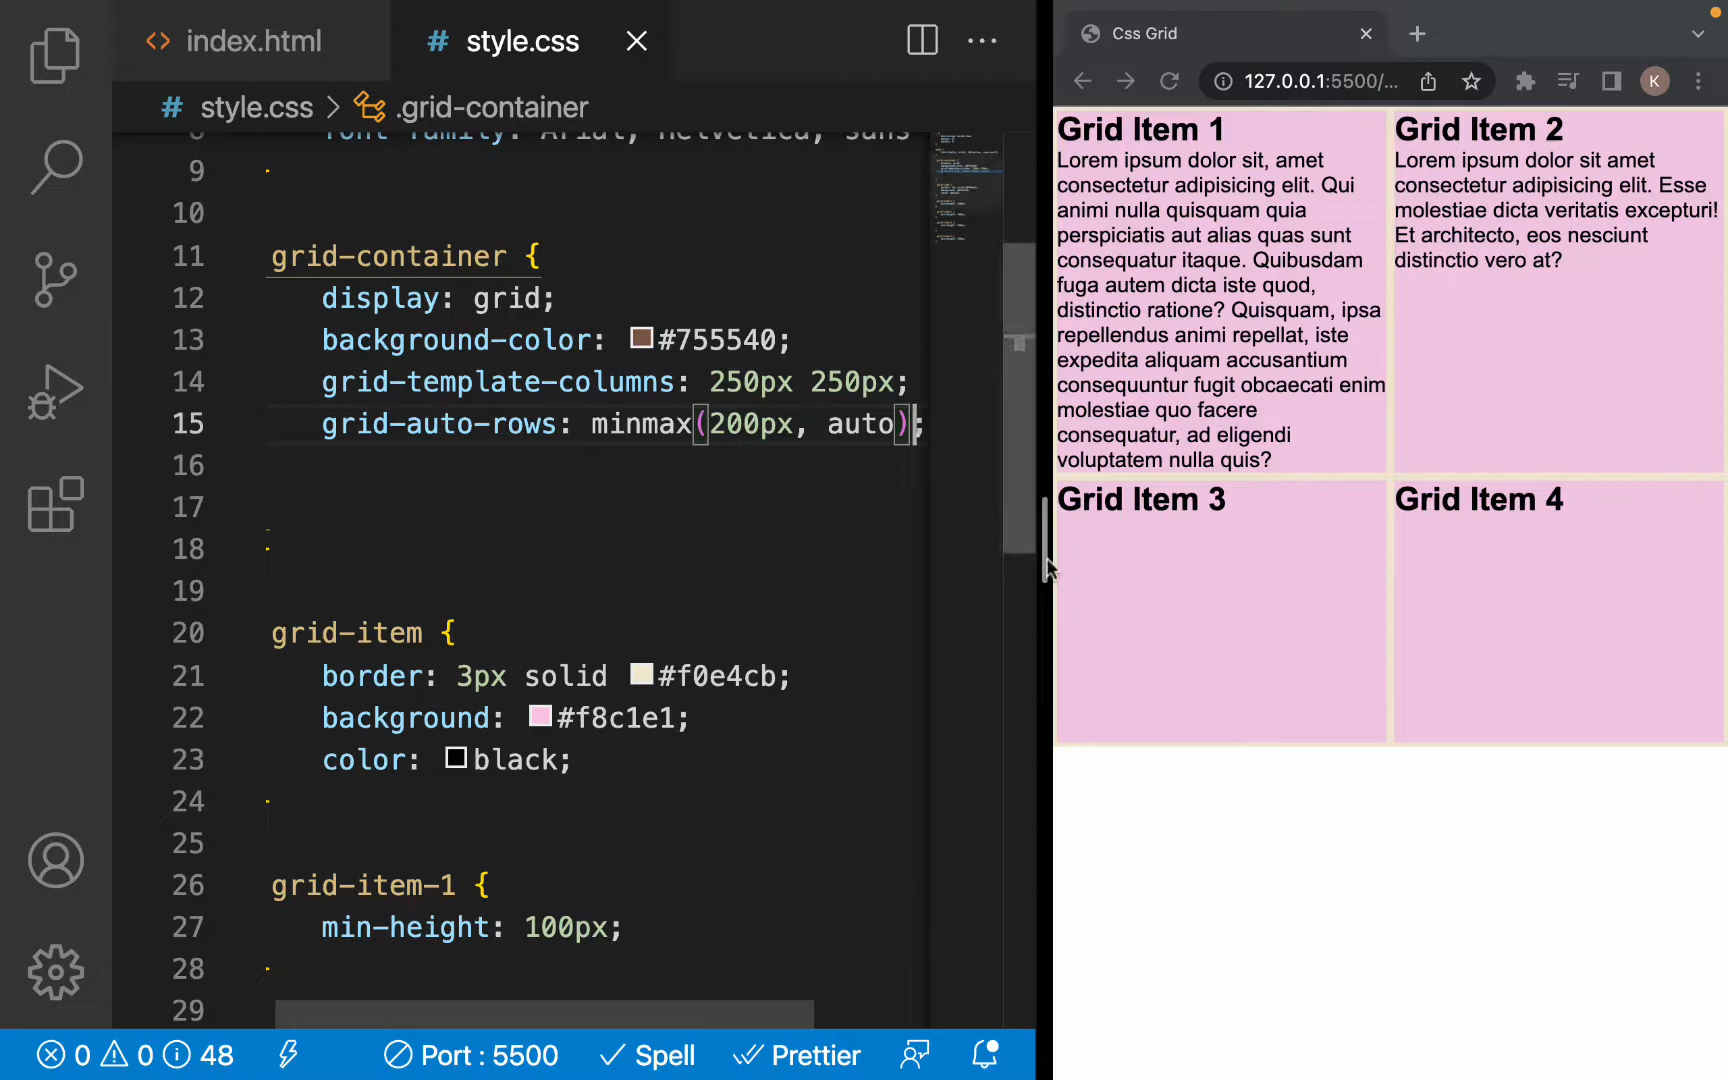 index.html
# style.css
# style.css > .grid-container
8 font-family: Arial, Helvetica, sans
9
10
11 grid-container {
12 display: grid;
13 background-color: #755540;
14 grid-template-columns: 250px 250px;
15 grid-auto-rows: minmax(200px, auto);
16
17
18
19
20 grid-item {
21 border: 3px solid #f0e4cb;
22 background: #f8c1e1;
23 color: black;
24
25
26 grid-item-1 {
27 min-height: 100px;
28
29
0 0 48 Port : 5500 Spell Prettier
Css Grid
127.0.0.1:5500/...
K
Grid Item 1
Lorem ipsum dolor sit, amet
consectetur adipisicing elit. Qui
animi nulla quisquam quia
perspiciatis aut alias quas sunt
consequatur itaque. Quibusdam
fuga autem dicta iste quod,
distinctio ratione? Quisquam, ipsa
repellendus animi repellat, iste
expedita aliquam accusantium
consequuntur fugit obcaecati enim
molestiae quo facere
consequatur, ad eligendi
voluptatem nulla quis?
Grid Item 2
Lorem ipsum dolor sit amet
consectetur adipisicing elit. Esse
molestiae dicta veritatis excepturi!
Et architecto, eos nesciunt
distinctio vero at?
Grid Item 3
Grid Item 4